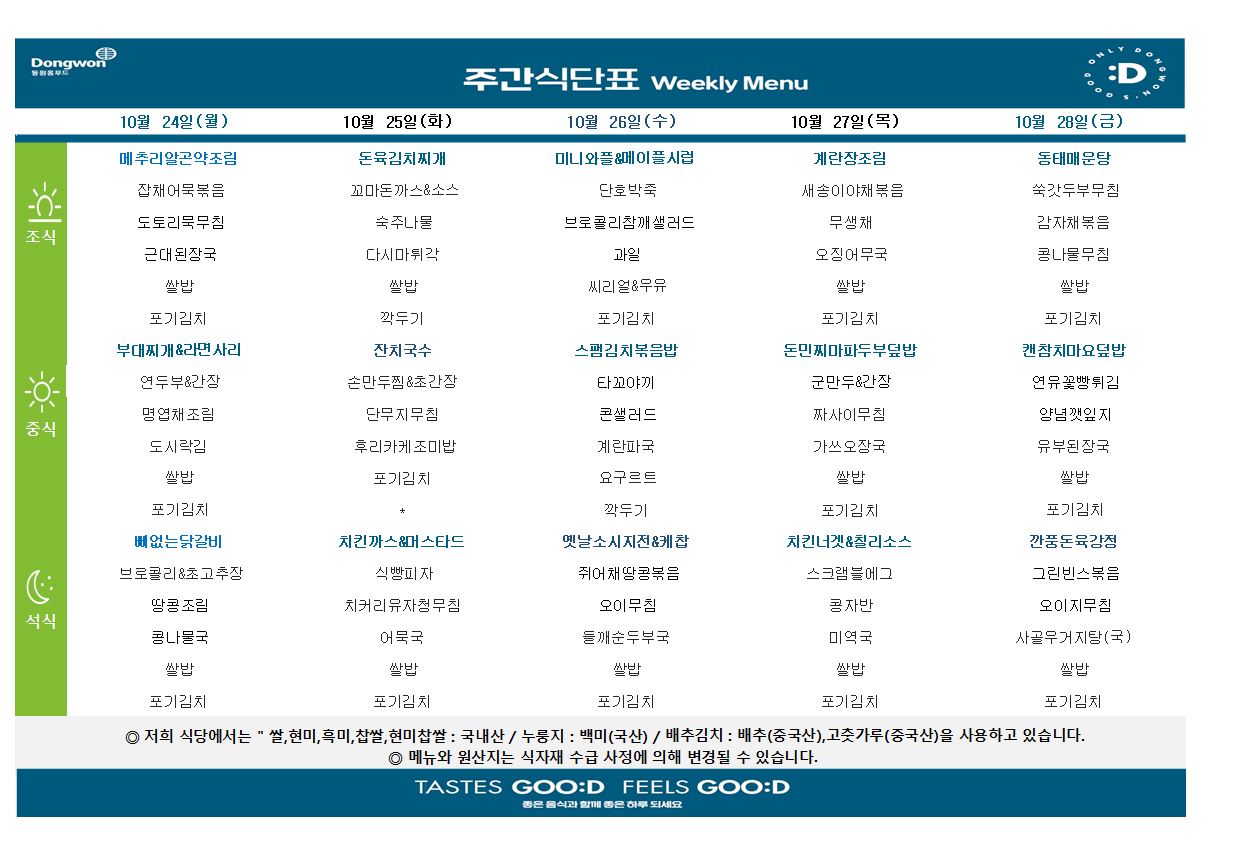 Dongwon
동원홈푸드
주간식단표 Weekly Menu
ONLY DONGWON'S GOOD
:D
10월 24일(월) 10월 25일(화) 10월 26일(수) 10월 27일(목) 10월 28일(금)
조식
메추리알곤약조림 돈육김치찌개 미니와플&메이플시럽 계란장조림 동태매운탕
잡채어묵볶음 꼬마돈까스&소스 단호박죽 새송이야채볶음 쑥갓두부무침
도토리묵무침 숙주나물 브로콜리참깨샐러드 무생채 감자채볶음
근대된장국 다시마튀각 과일 오징어무국 콩나물무침
쌀밥 쌀밥 씨리얼&우유 쌀밥 쌀밥
포기김치 깍두기 포기김치 포기김치 포기김치
중식
부대찌개&라면사리 잔치국수 스팸김치볶음밥 돈민찌마파두부덮밥 캔참치마요덮밥
연두부&간장 손만두찜&초간장 타꼬야끼 군만두&간장 연유꽃빵튀김
명엽채조림 단무지무침 콘샐러드 짜사이무침 양념깻잎지
도시락김 후리카케조미밥 계란파국 가쓰오장국 유부된장국
쌀밥 포기김치 요구르트 쌀밥 쌀밥
포기김치 * 깍두기 포기김치 포기김치
석식
뼈없는닭갈비 치킨까스&머스타드 옛날소시지전&케찹 치킨너겟&칠리소스 깐풍돈육강정
브로콜리&초고추장 식빵피자 쥐어채땅콩볶음 스크램블에그 그린빈스볶음
땅콩조림 치커리유자청무침 오이무침 콩자반 오이지무침
콩나물국 어묵국 들깨순두부국 미역국 사골우거지탕(국)
쌀밥 쌀밥 쌀밥 쌀밥 쌀밥
포기김치 포기김치 포기김치 포기김치 포기김치
◎ 저희 식당에서는 " 쌀,현미,흑미,찹쌀,현미찹쌀 : 국내산 / 누룽지 : 백미(국산) / 배추김치 : 배추(중국산),고춧가루(중국산)을 사용하고 있습니다.
◎ 메뉴와 원산지는 식자재 수급 사정에 의해 변경될 수 있습니다.
TASTES GOO:D FEELS GOO:D
좋은 음식과 함께 좋은 하루 되세요